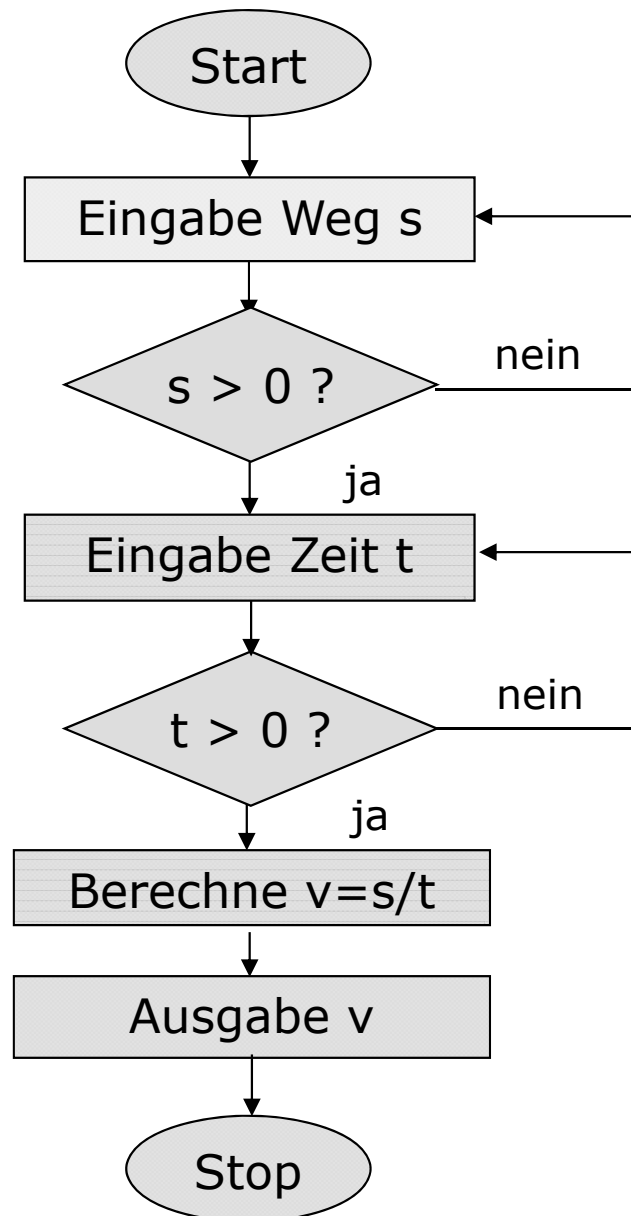 Start
Eingabe Weg s
s > 0 ?
nein
ja
Eingabe Zeit t
t > 0 ?
nein
ja
Berechne v=s/t
Ausgabe v
Stop